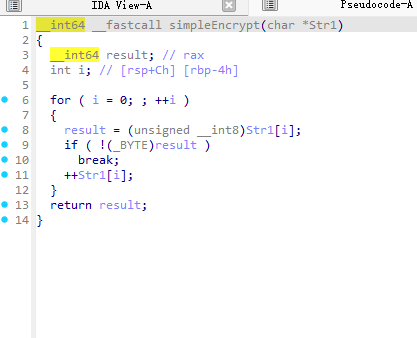 IDA View-A
Pseudocode-A
1 __int64 __fastcall simpleEncrypt(char *Str1)
2 {
3   __int64 result; // rax
4   int i; // [rsp+Ch] [rbp-4h]
5
6   for ( i = 0; ; ++i )
7   {
8     result = (unsigned __int8)Str1[i];
9     if ( !(_BYTE)result )
10       break;
11     ++Str1[i];
12   }
13   return result;
14 }